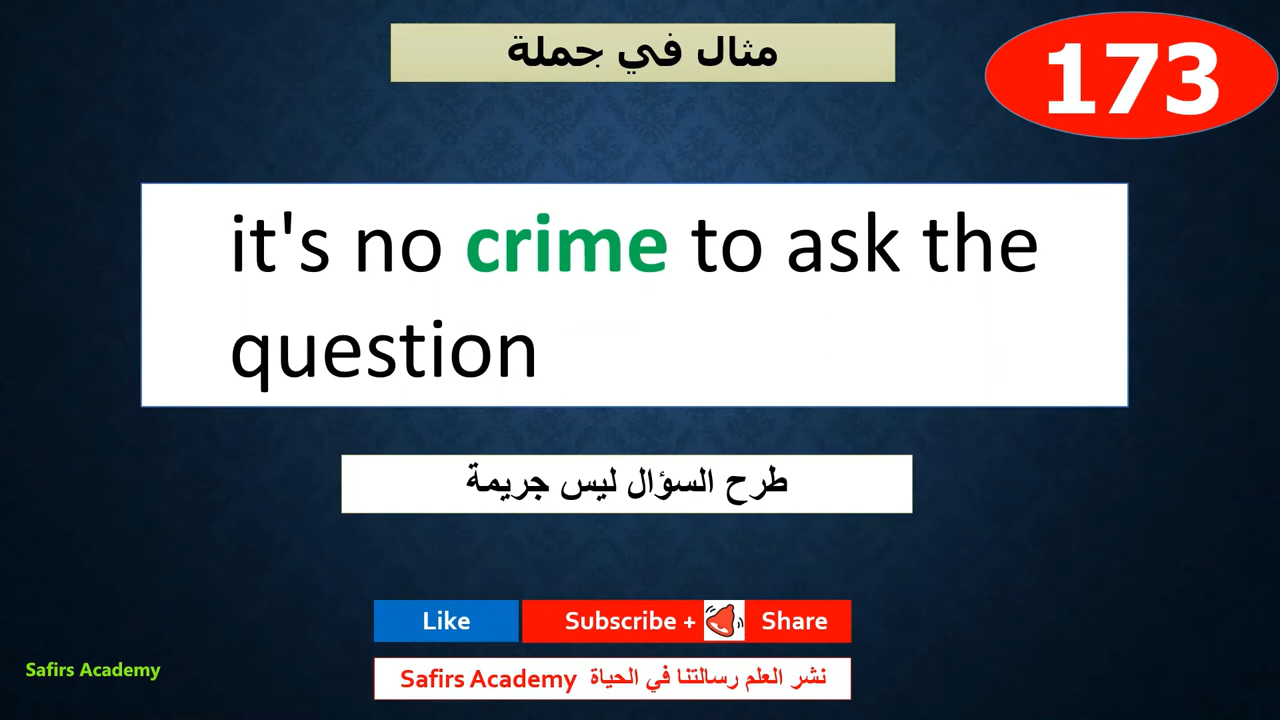 مثال في جملة
173
it's no crime to ask the
question
طرح السؤال ليس جريمة
Like
Subscribe +
Share
Safirs Academy
Safirs Academy نشر العلم رسالتنا في الحياة